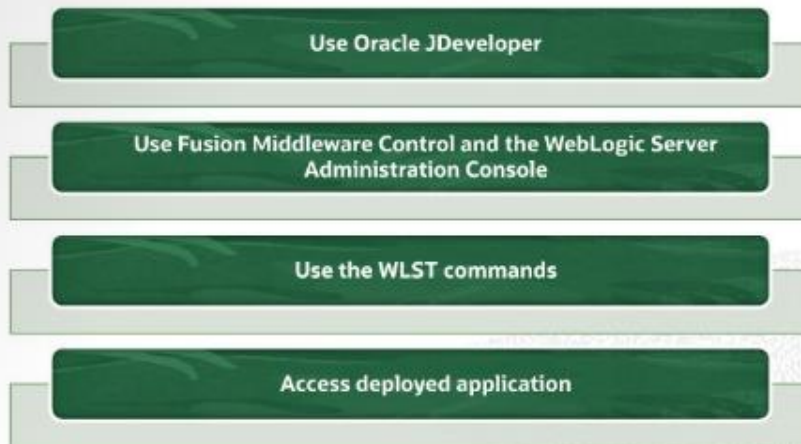 Use Oracle JDeveloper
Use Fusion Middleware Control and the WebLogic Server
Administration Console
Use the WLST commands
Access deployed application